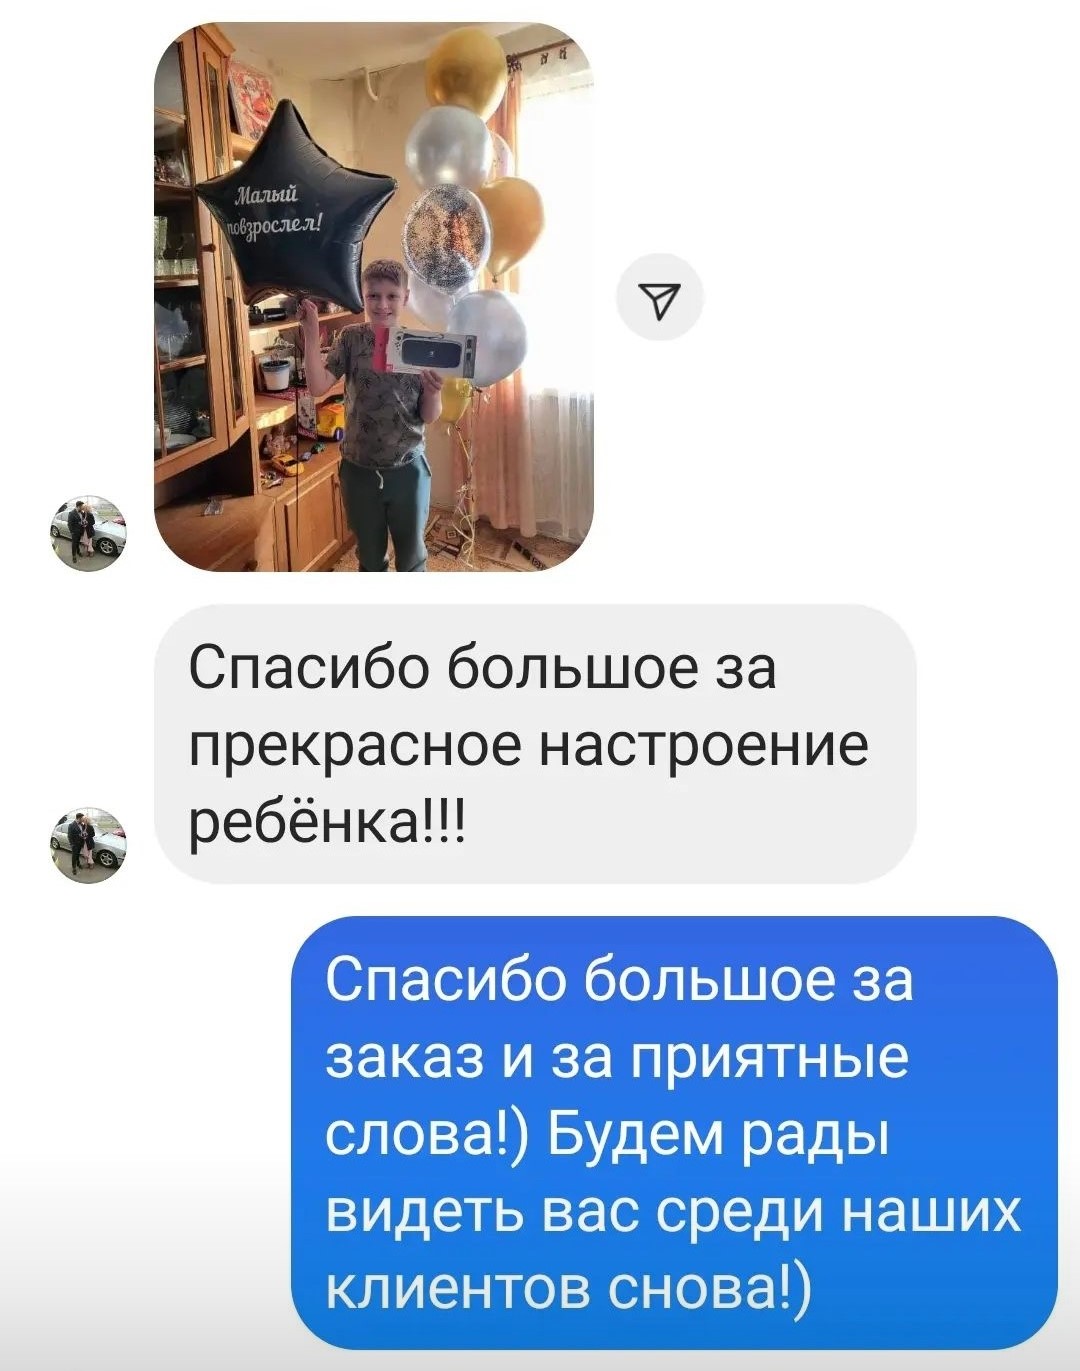 Малый
повзрослел!
Спасибо большое за
прекрасное настроение
ребёнка!!!
Спасибо большое за
заказ и за приятные
слова!) Будем рады
видеть вас среди наших
клиентов снова!)